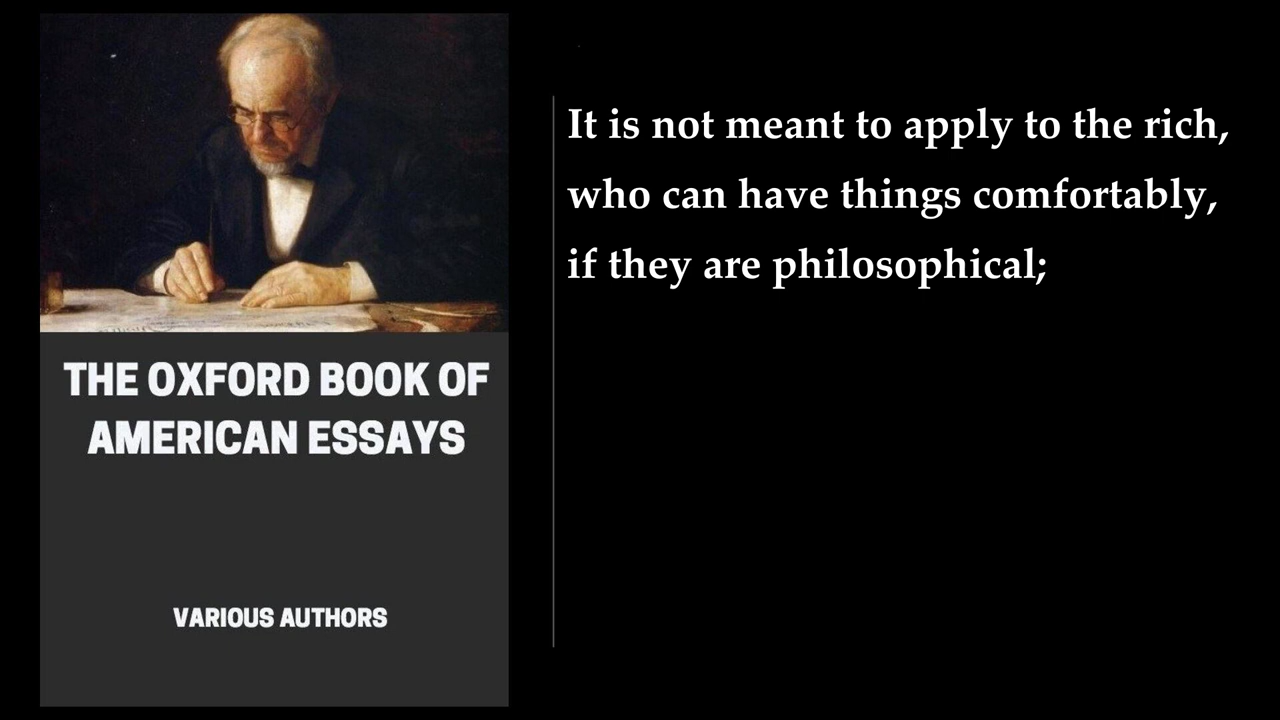 THE OXFORD BOOK OF
AMERICAN ESSAYS
VARIOUS AUTHORS
It is not meant to apply to the rich,
who can have things comfortably,
if they are philosophical;